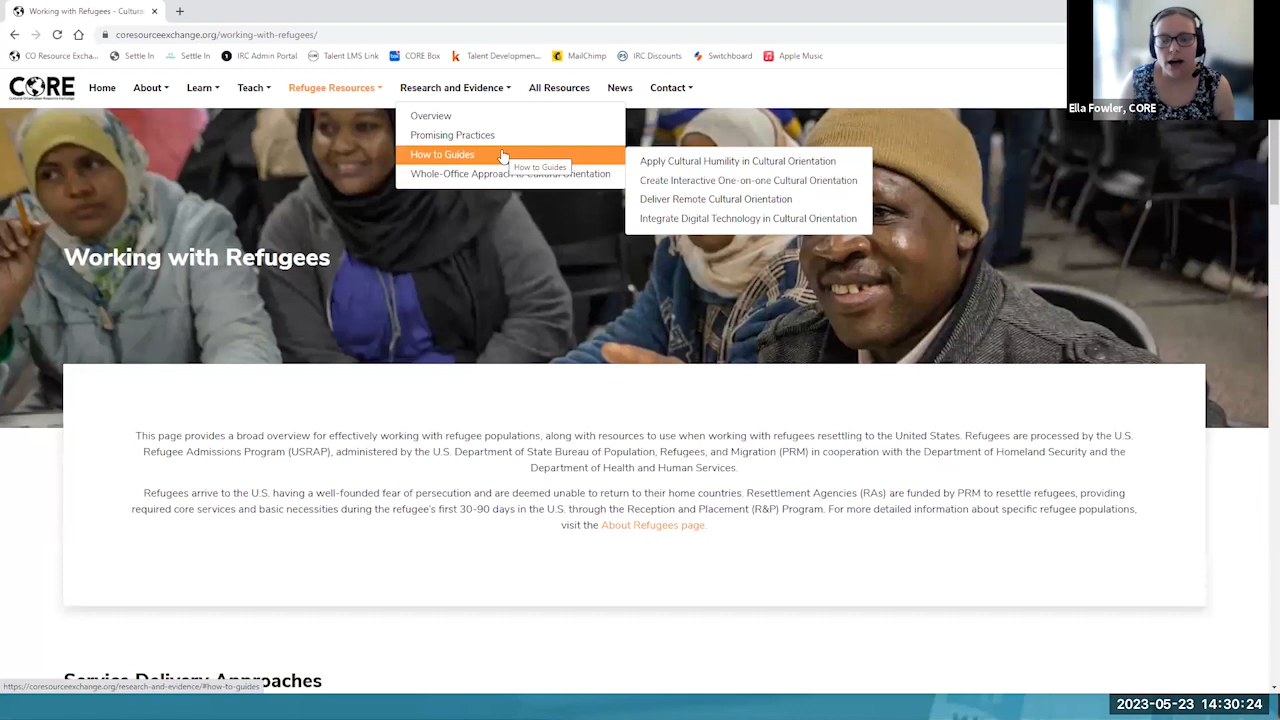 Working with Refugees - Cultura
coresourceexchange.org/working-with-refugees/
CO Resource Excha... Settle In Settle In IRC Admin Portal Talent LMS Link CORE Box Talent Developmen... MailChimp IRC Discounts Switchboard Apple Music
CORE Home About Learn Teach Refugee Resources Research and Evidence All Resources News Contact
Ella Fowler, CORE
Overview
Promising Practices
How to Guides
How to Guides
Whole-Office Approach to Cultural Orientation
Apply Cultural Humility in Cultural Orientation
Create Interactive One-on-one Cultural Orientation
Deliver Remote Cultural Orientation
Integrate Digital Technology in Cultural Orientation
Working with Refugees
This page provides a broad overview for effectively working with refugee populations, along with resources to use when working with refugees resettling to the United States. Refugees are processed by the U.S.
Refugee Admissions Program (USRAP), administered by the U.S. Department of State Bureau of Population, Refugees, and Migration (PRM) in cooperation with the Department of Homeland Security and the
Department of Health and Human Services.
Refugees arrive to the U.S. having a well-founded fear of persecution and are deemed unable to return to their home countries. Resettlement Agencies (RAs) are funded by PRM to resettle refugees, providing
required core services and basic necessities during the refugee's first 30-90 days in the U.S. through the Reception and Placement (R&P) Program. For more detailed information about specific refugee populations,
visit the About Refugees page.
Service Delivery Approaches
https://coresourceexchange.org/research-and-evidence/#how-to-guides
2023-05-23 14:30:24